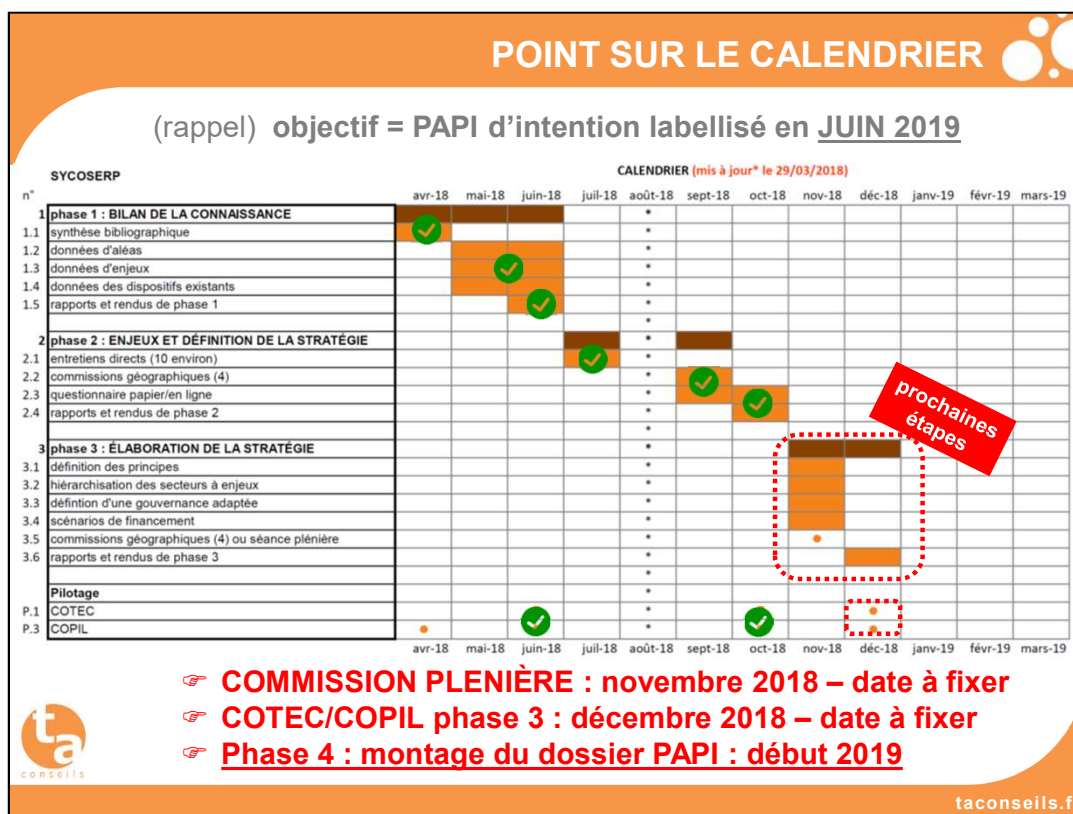 POINT SUR LE CALENDRIER
(rappel) objectif = PAPI d'intention labellisé en JUIN 2019
SYCOSERP
CALENDRIER (mis à jour* le 29/03/2018)
n° avr-18 mai-18 juin-18 juil-18 août-18 sept-18 oct-18 nov-18 déc-18 janv-19 févr-19 mars-19
1 phase 1 : BILAN DE LA CONNAISSANCE *
1.1 synthèse bibliographique *
1.2 données d'aléas *
1.3 données d'enjeux *
1.4 données des dispositifs existants *
1.5 rapports et rendus de phase 1 *
*
2 phase 2 : ENJEUX ET DÉFINITION DE LA STRATÉGIE *
2.1 entretiens directs (10 environ) *
2.2 commissions géographiques (4) *
2.3 questionnaire papier/en ligne *
2.4 rapports et rendus de phase 2 *
*
prochaines
étapes
3 phase 3 : ÉLABORATION DE LA STRATÉGIE *
3.1 définition des principes *
3.2 hiérarchisation des secteurs à enjeux *
3.3 défintion d'une gouvernance adaptée *
3.4 scénarios de financement *
3.5 commissions géographiques (4) ou séance plénière *
3.6 rapports et rendus de phase 3 *
*
Pilotage *
P.1 COTEC *
P.3 COPIL *
avr-18 mai-18 juin-18 juil-18 août-18 sept-18 oct-18 nov-18 déc-18 janv-19 févr-19 mars-19
☞ COMMISSION PLENIÈRE : novembre 2018 – date à fixer
☞ COTEC/COPIL phase 3 : décembre 2018 – date à fixer
☞ Phase 4 : montage du dossier PAPI : début 2019
ta
conseils
taconseils.f